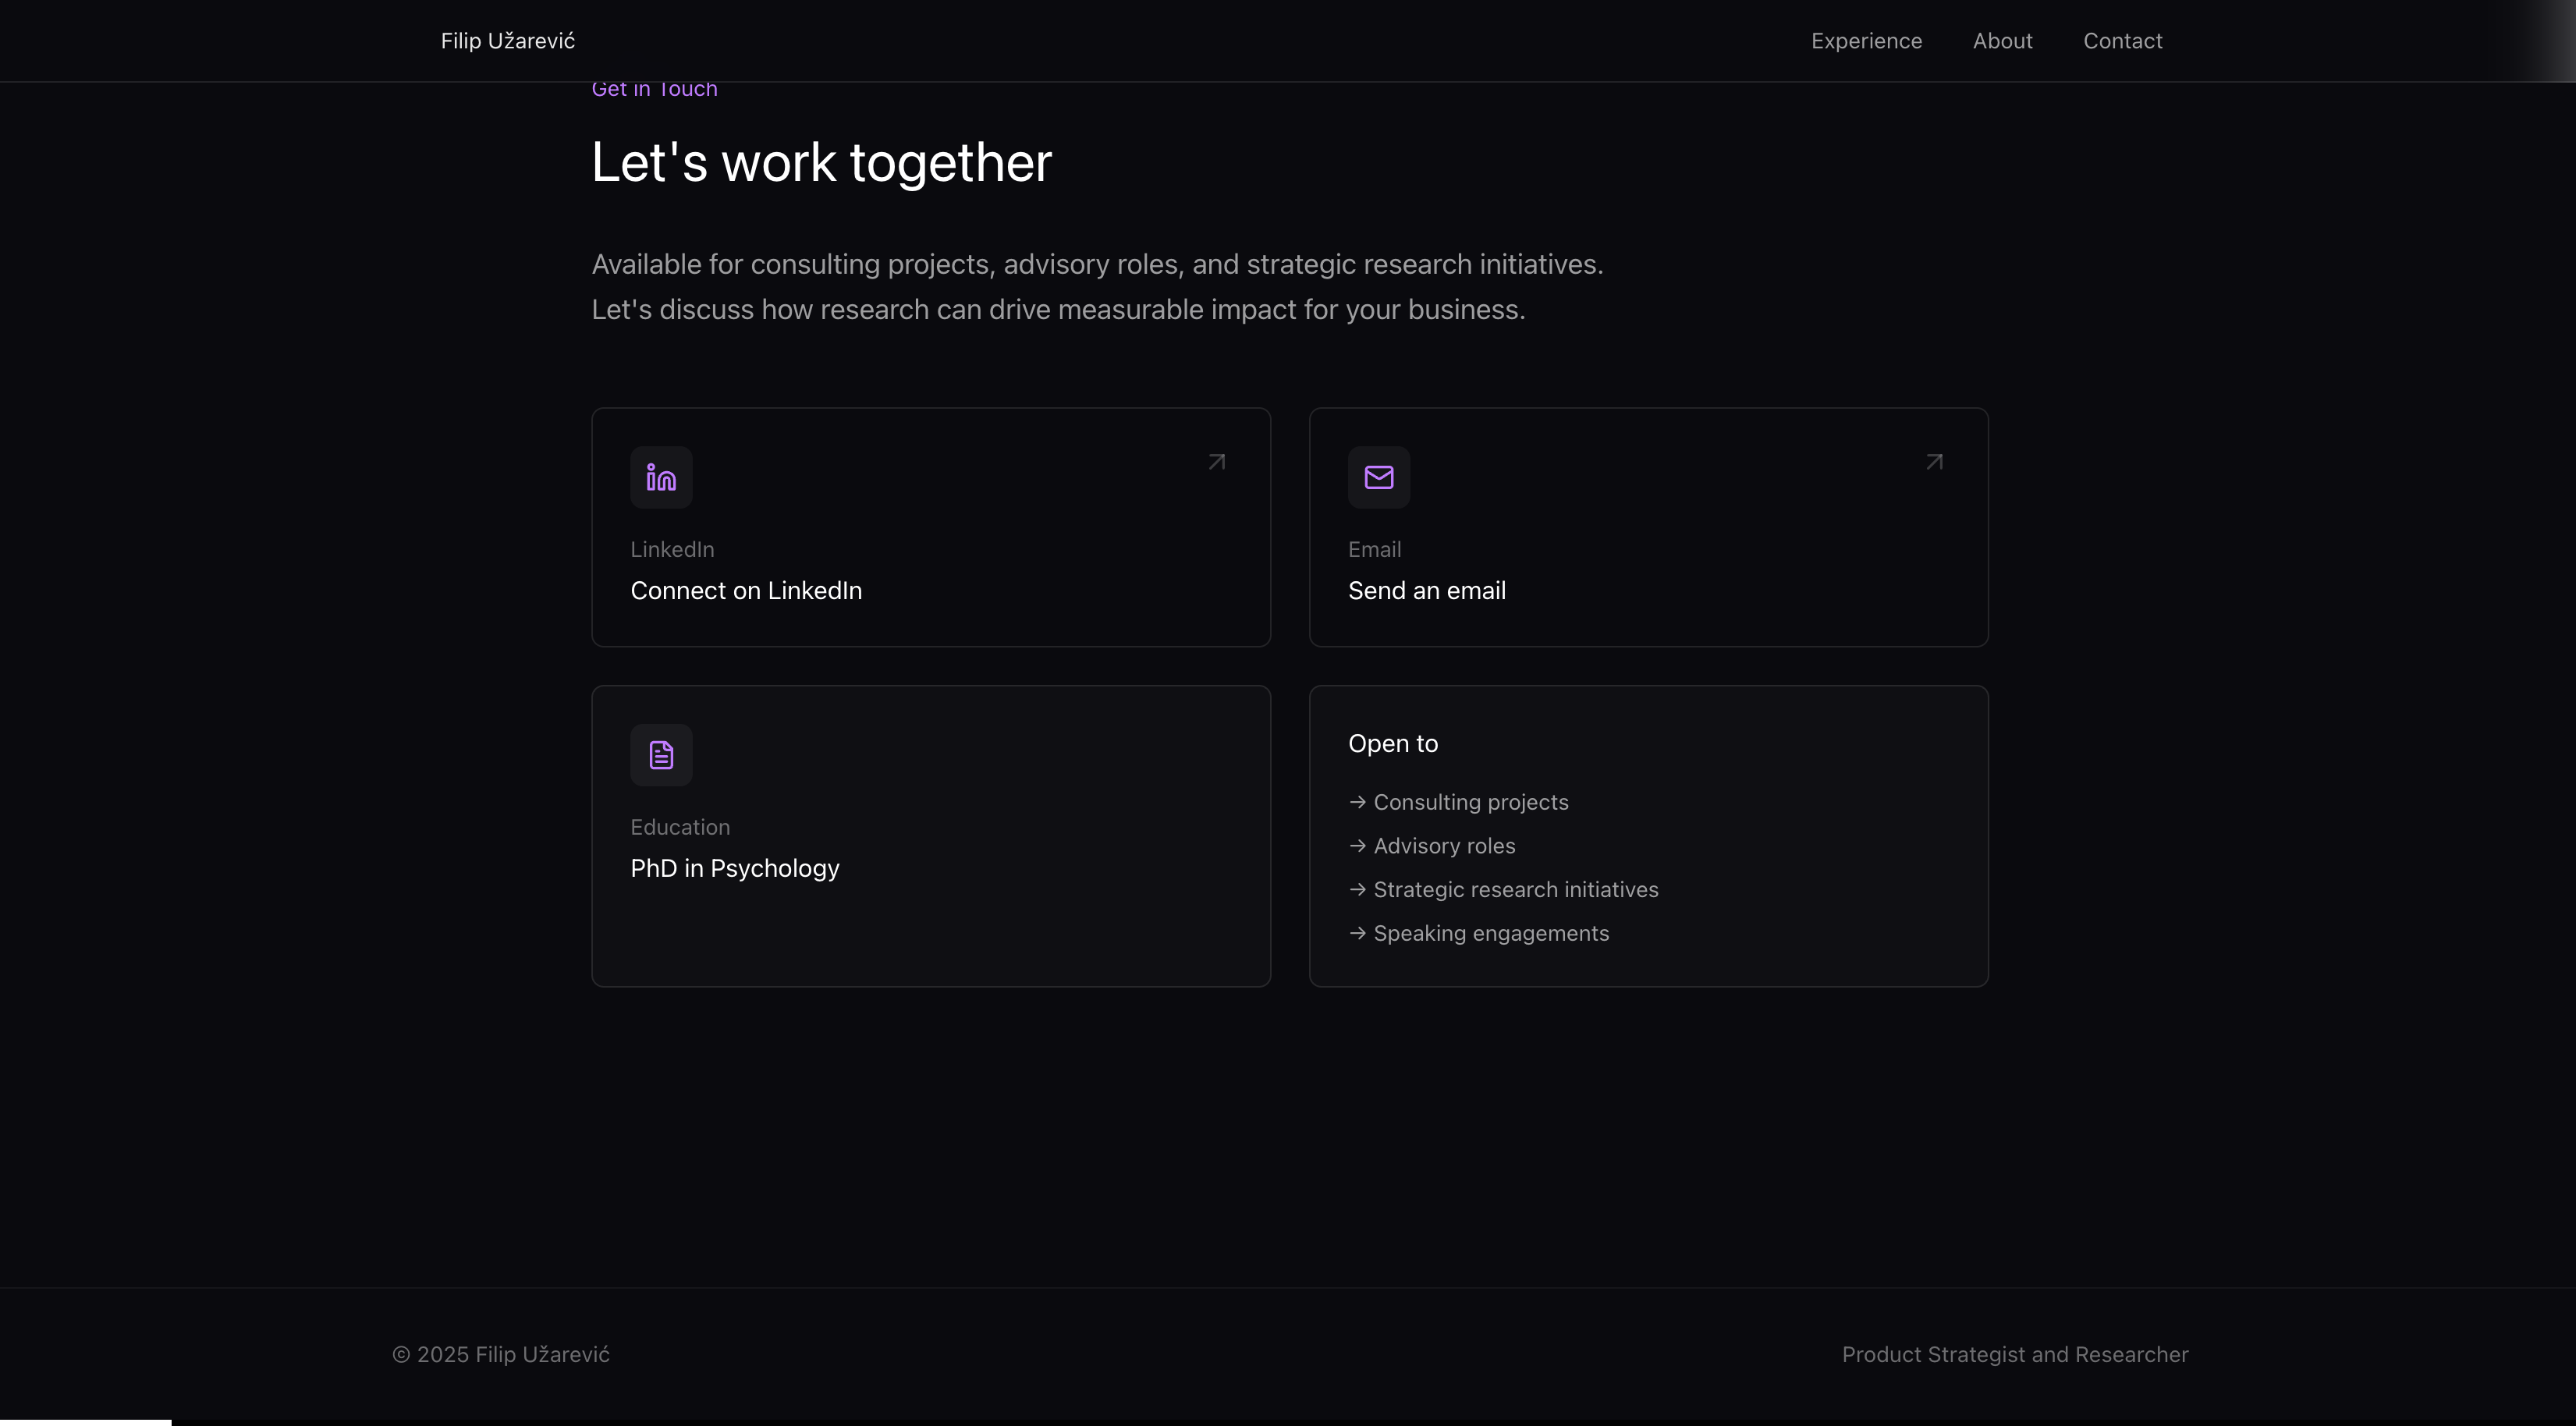 Filip Užarević
Experience
About
Contact
Get in Touch
Let's work together
Available for consulting projects, advisory roles, and strategic research initiatives.
Let's discuss how research can drive measurable impact for your business.
LinkedIn
Connect on LinkedIn
Email
Send an email
Education
PhD in Psychology
Open to
→ Consulting projects
→ Advisory roles
→ Strategic research initiatives
→ Speaking engagements
© 2025 Filip Užarević
Product Strategist and Researcher